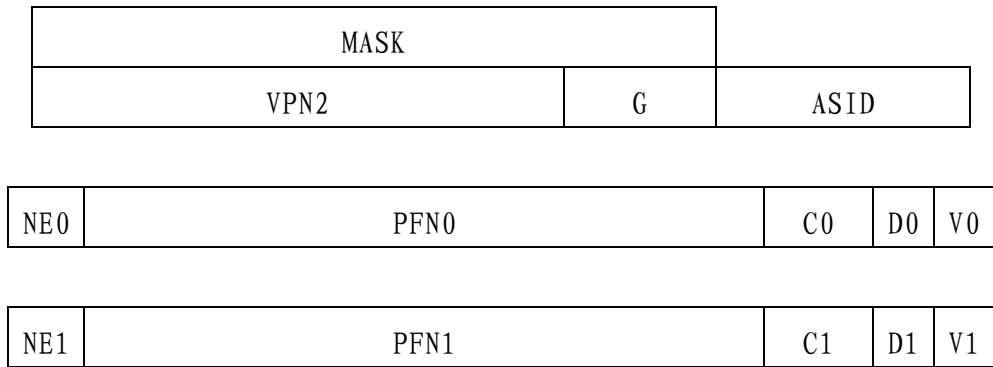 MASK
VPN2 G ASID
NE0 PFN0 C0 D0 V0
NE1 PFN1 C1 D1 V1